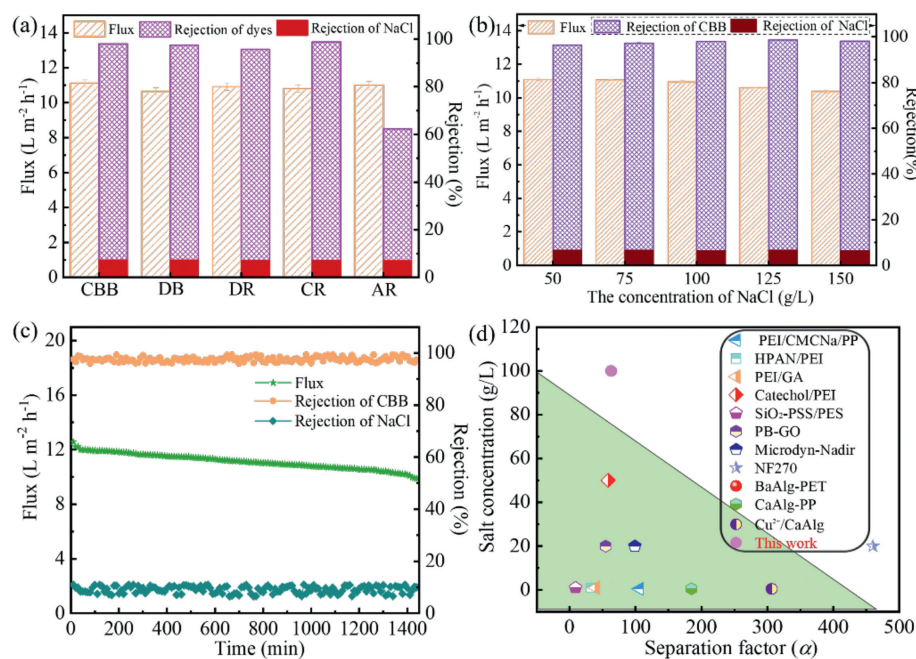 (a)
Flux
Rejection of dyes
Rejection of NaCl
Flux (L m⁻² h⁻¹)
14
12
10
8
6
4
2
0
100
80
60
40
20
0
Rejection (%)
CBB DB DR CR AR
(b)
Flux
Rejection of CBB
Rejection of NaCl
Flux (L m⁻² h⁻¹)
14
12
10
8
6
4
2
0
100
80
60
40
20
0
Rejection(%)
50 75 100 125 150
The concentration of NaCl (g/L)
(c)
Flux
Rejection of CBB
Rejection of NaCl
Flux (L m⁻² h⁻¹)
20
18
16
14
12
10
8
6
4
2
0
100
80
60
40
20
0
Rejection (%)
0 200 400 600 800 1000 1200 1400
Time (min)
(d)
Salt concentration (g/L)
120
100
80
60
40
20
0
PEI/CMCNa/PP
HPAN/PEI
PEI/GA
Catechol/PEI
SiO₂-PSS/PES
PB-GO
Microdyn-Nadir
NF270
BaAlg-PET
CaAlg-PP
Cu²⁻/CaAlg
This work
0 100 200 300 400 500
Separation factor (α)